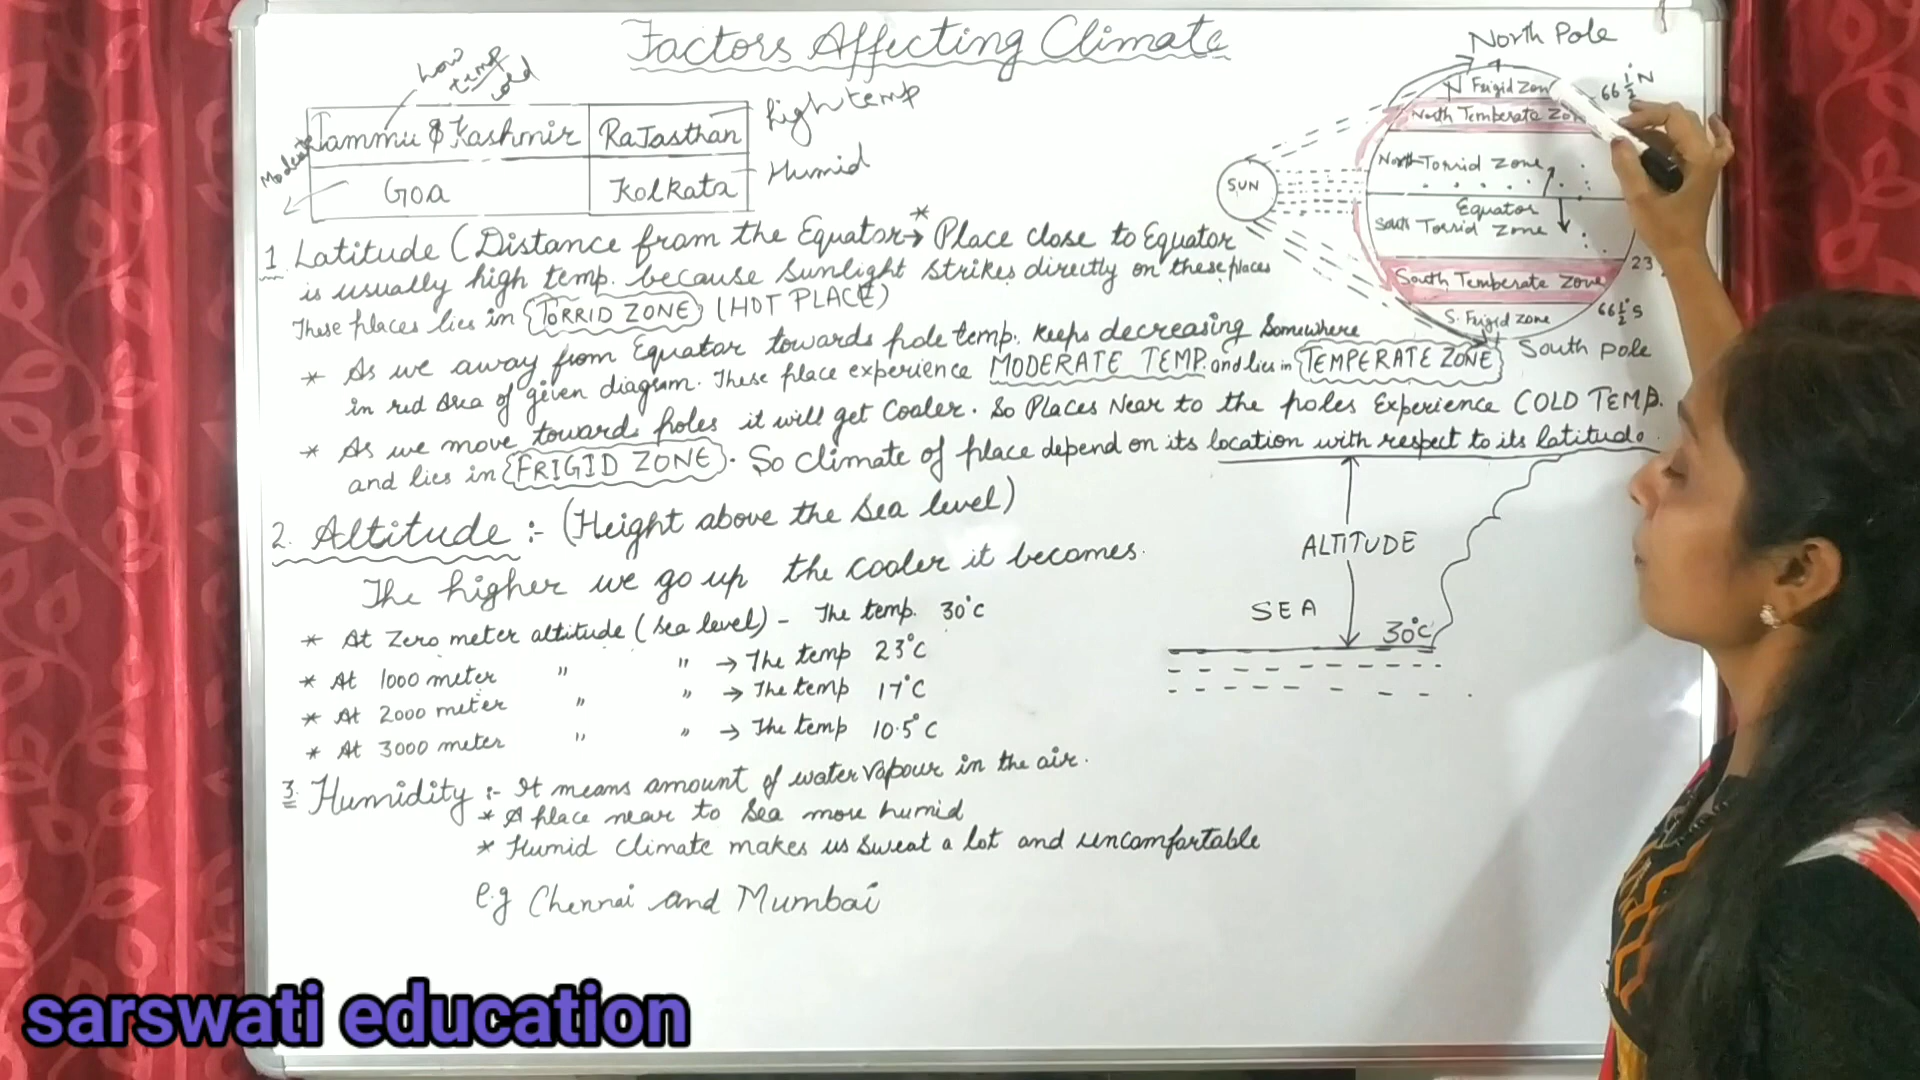 Factors Affecting Climate
Low temp cold
Jammu & Kashmir
RaJasthan
High temp
Goa
Kolkata
Humid
North Pole
N Frigid Zone
66 1/2° N
North Temberate Zon
North Torrid Zone
SUN
Equator
South Torrid Zone
23
South Temberate Zone
66 1/2° S
S. Frigid zone
South pole
1. Latitude (Distance from the Equator → * Place close to Equator
is usually high temp. because sunlight strikes directly on these places
These places lies in TORRID ZONE (HOT PLACE)
* As we away from Equator towards pole temp. keeps decreasing Somewhere
in red area of given diagram. These place experience MODERATE TEMP. and lies in TEMPERATE ZONE
* As we move towards poles it will get Cooler. So Places Near to the poles Experience COLD TEMP.
and lies in FRIGID ZONE. So Climate of place depend on its location with respect to its latitude.
2. Altitude :- (Height above the Sea level)
The higher we go up the cooler it becomes.
* At Zero meter altitude (Sea level) - The temp. 30°C
* At 1000 meter " " → The temp 23°C
* At 2000 meter " " → The temp 17°C
* At 3000 meter " " → The temp 10.5°C
ALTITUDE
SEA
30°C
3. Humidity :- It means amount of water vapour in the air.
* A place near to Sea more humid
* Humid climate makes us Sweat a lot and uncomfortable
e.g Chennai and Mumbai
sarswati education